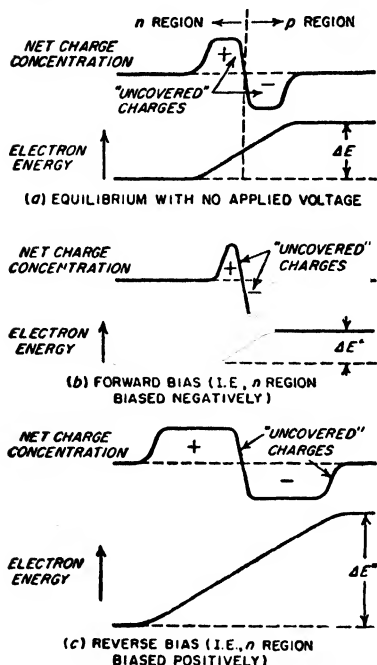 n REGION p REGION
NET CHARGE
CONCENTRATION
+
-
"UNCOVERED"
CHARGES
ELECTRON
ENERGY
ΔE
(a) EQUILIBRIUM WITH NO APPLIED VOLTAGE
NET CHARGE
CONCENTRATION
+
-
"UNCOVERED"
CHARGES
ELECTRON
ENERGY
(b) FORWARD BIAS (I.E., n REGION
BIASED NEGATIVELY)
NET CHARGE
CONCENTRATION
+
-
"UNCOVERED"
CHARGES
ELECTRON
ENERGY
(c) REVERSE BIAS (I.E., n REGION
BIASED POSITIVELY)